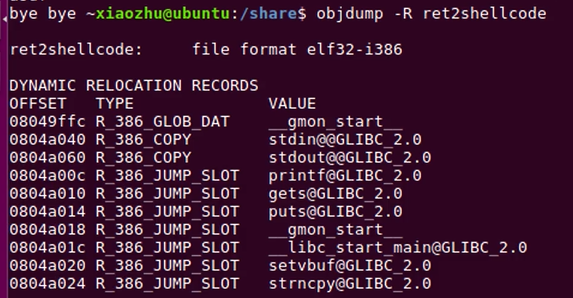 bye bye ~xiaozhu@ubuntu:/share$ objdump -R ret2shellcode
ret2shellcode:     file format elf32-i386
DYNAMIC RELOCATION RECORDS
OFFSET   TYPE              VALUE
08049ffc R_386_GLOB_DAT    __gmon_start__
0804a040 R_386_COPY        stdin@@GLIBC_2.0
0804a060 R_386_COPY        stdout@@GLIBC_2.0
0804a00c R_386_JUMP_SLOT   printf@GLIBC_2.0
0804a010 R_386_JUMP_SLOT   gets@GLIBC_2.0
0804a014 R_386_JUMP_SLOT   puts@GLIBC_2.0
0804a018 R_386_JUMP_SLOT   __gmon_start__
0804a01c R_386_JUMP_SLOT   __libc_start_main@GLIBC_2.0
0804a020 R_386_JUMP_SLOT   setvbuf@GLIBC_2.0
0804a024 R_386_JUMP_SLOT   strncpy@GLIBC_2.0